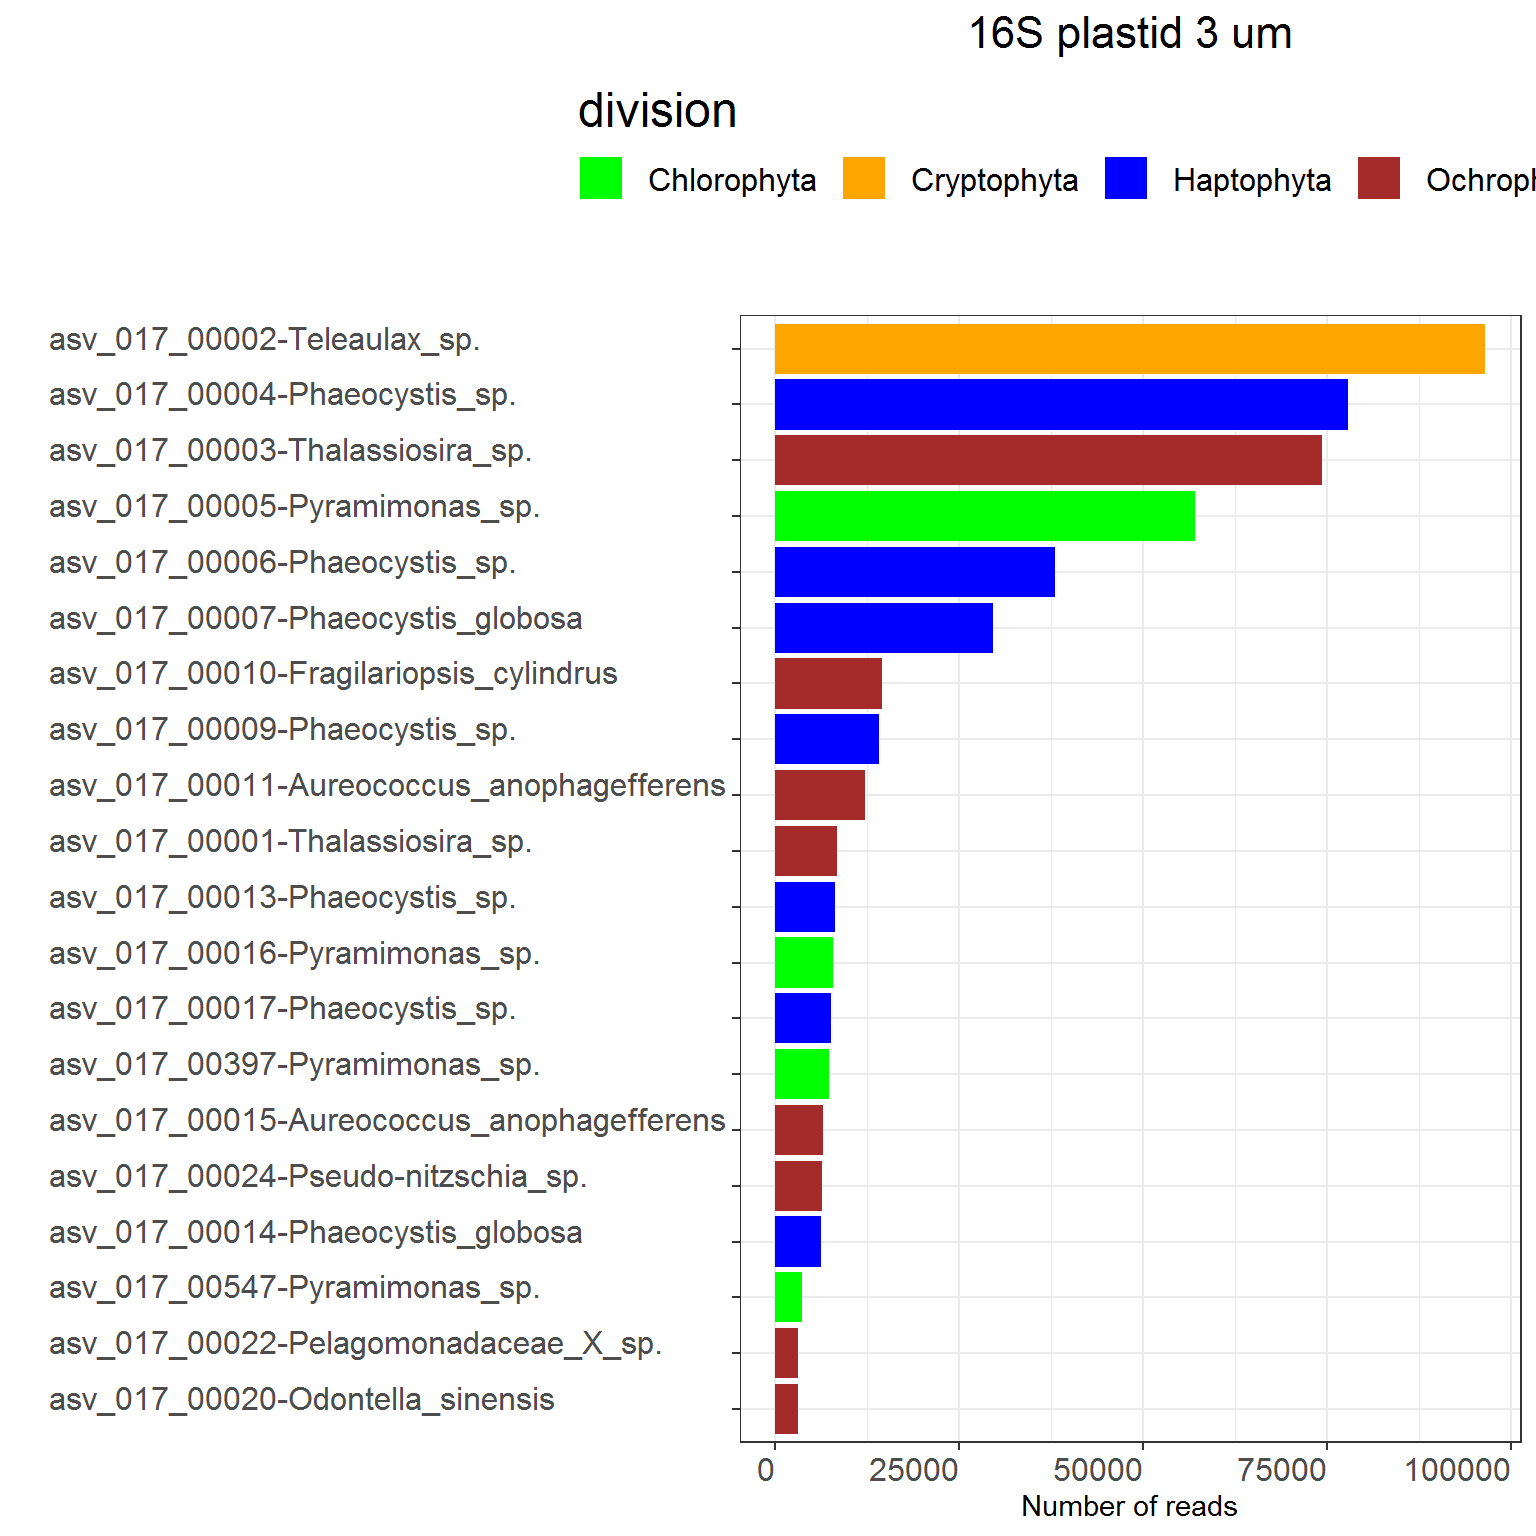 16S plastid 3 um
division
Chlorophyta Cryptophyta Haptophyta Ochroph
asv_017_00002-Teleaulax_sp.
asv_017_00004-Phaeocystis_sp.
asv_017_00003-Thalassiosira_sp.
asv_017_00005-Pyramimonas_sp.
asv_017_00006-Phaeocystis_sp.
asv_017_00007-Phaeocystis_globosa
asv_017_00010-Fragilariopsis_cylindrus
asv_017_00009-Phaeocystis_sp.
asv_017_00011-Aureococcus_anophagefferens
asv_017_00001-Thalassiosira_sp.
asv_017_00013-Phaeocystis_sp.
asv_017_00016-Pyramimonas_sp.
asv_017_00017-Phaeocystis_sp.
asv_017_00397-Pyramimonas_sp.
asv_017_00015-Aureococcus_anophagefferens
asv_017_00024-Pseudo-nitzschia_sp.
asv_017_00014-Phaeocystis_globosa
asv_017_00547-Pyramimonas_sp.
asv_017_00022-Pelagomonadaceae_X_sp.
asv_017_00020-Odontella_sinensis
0 25000 50000 75000 100000
Number of reads